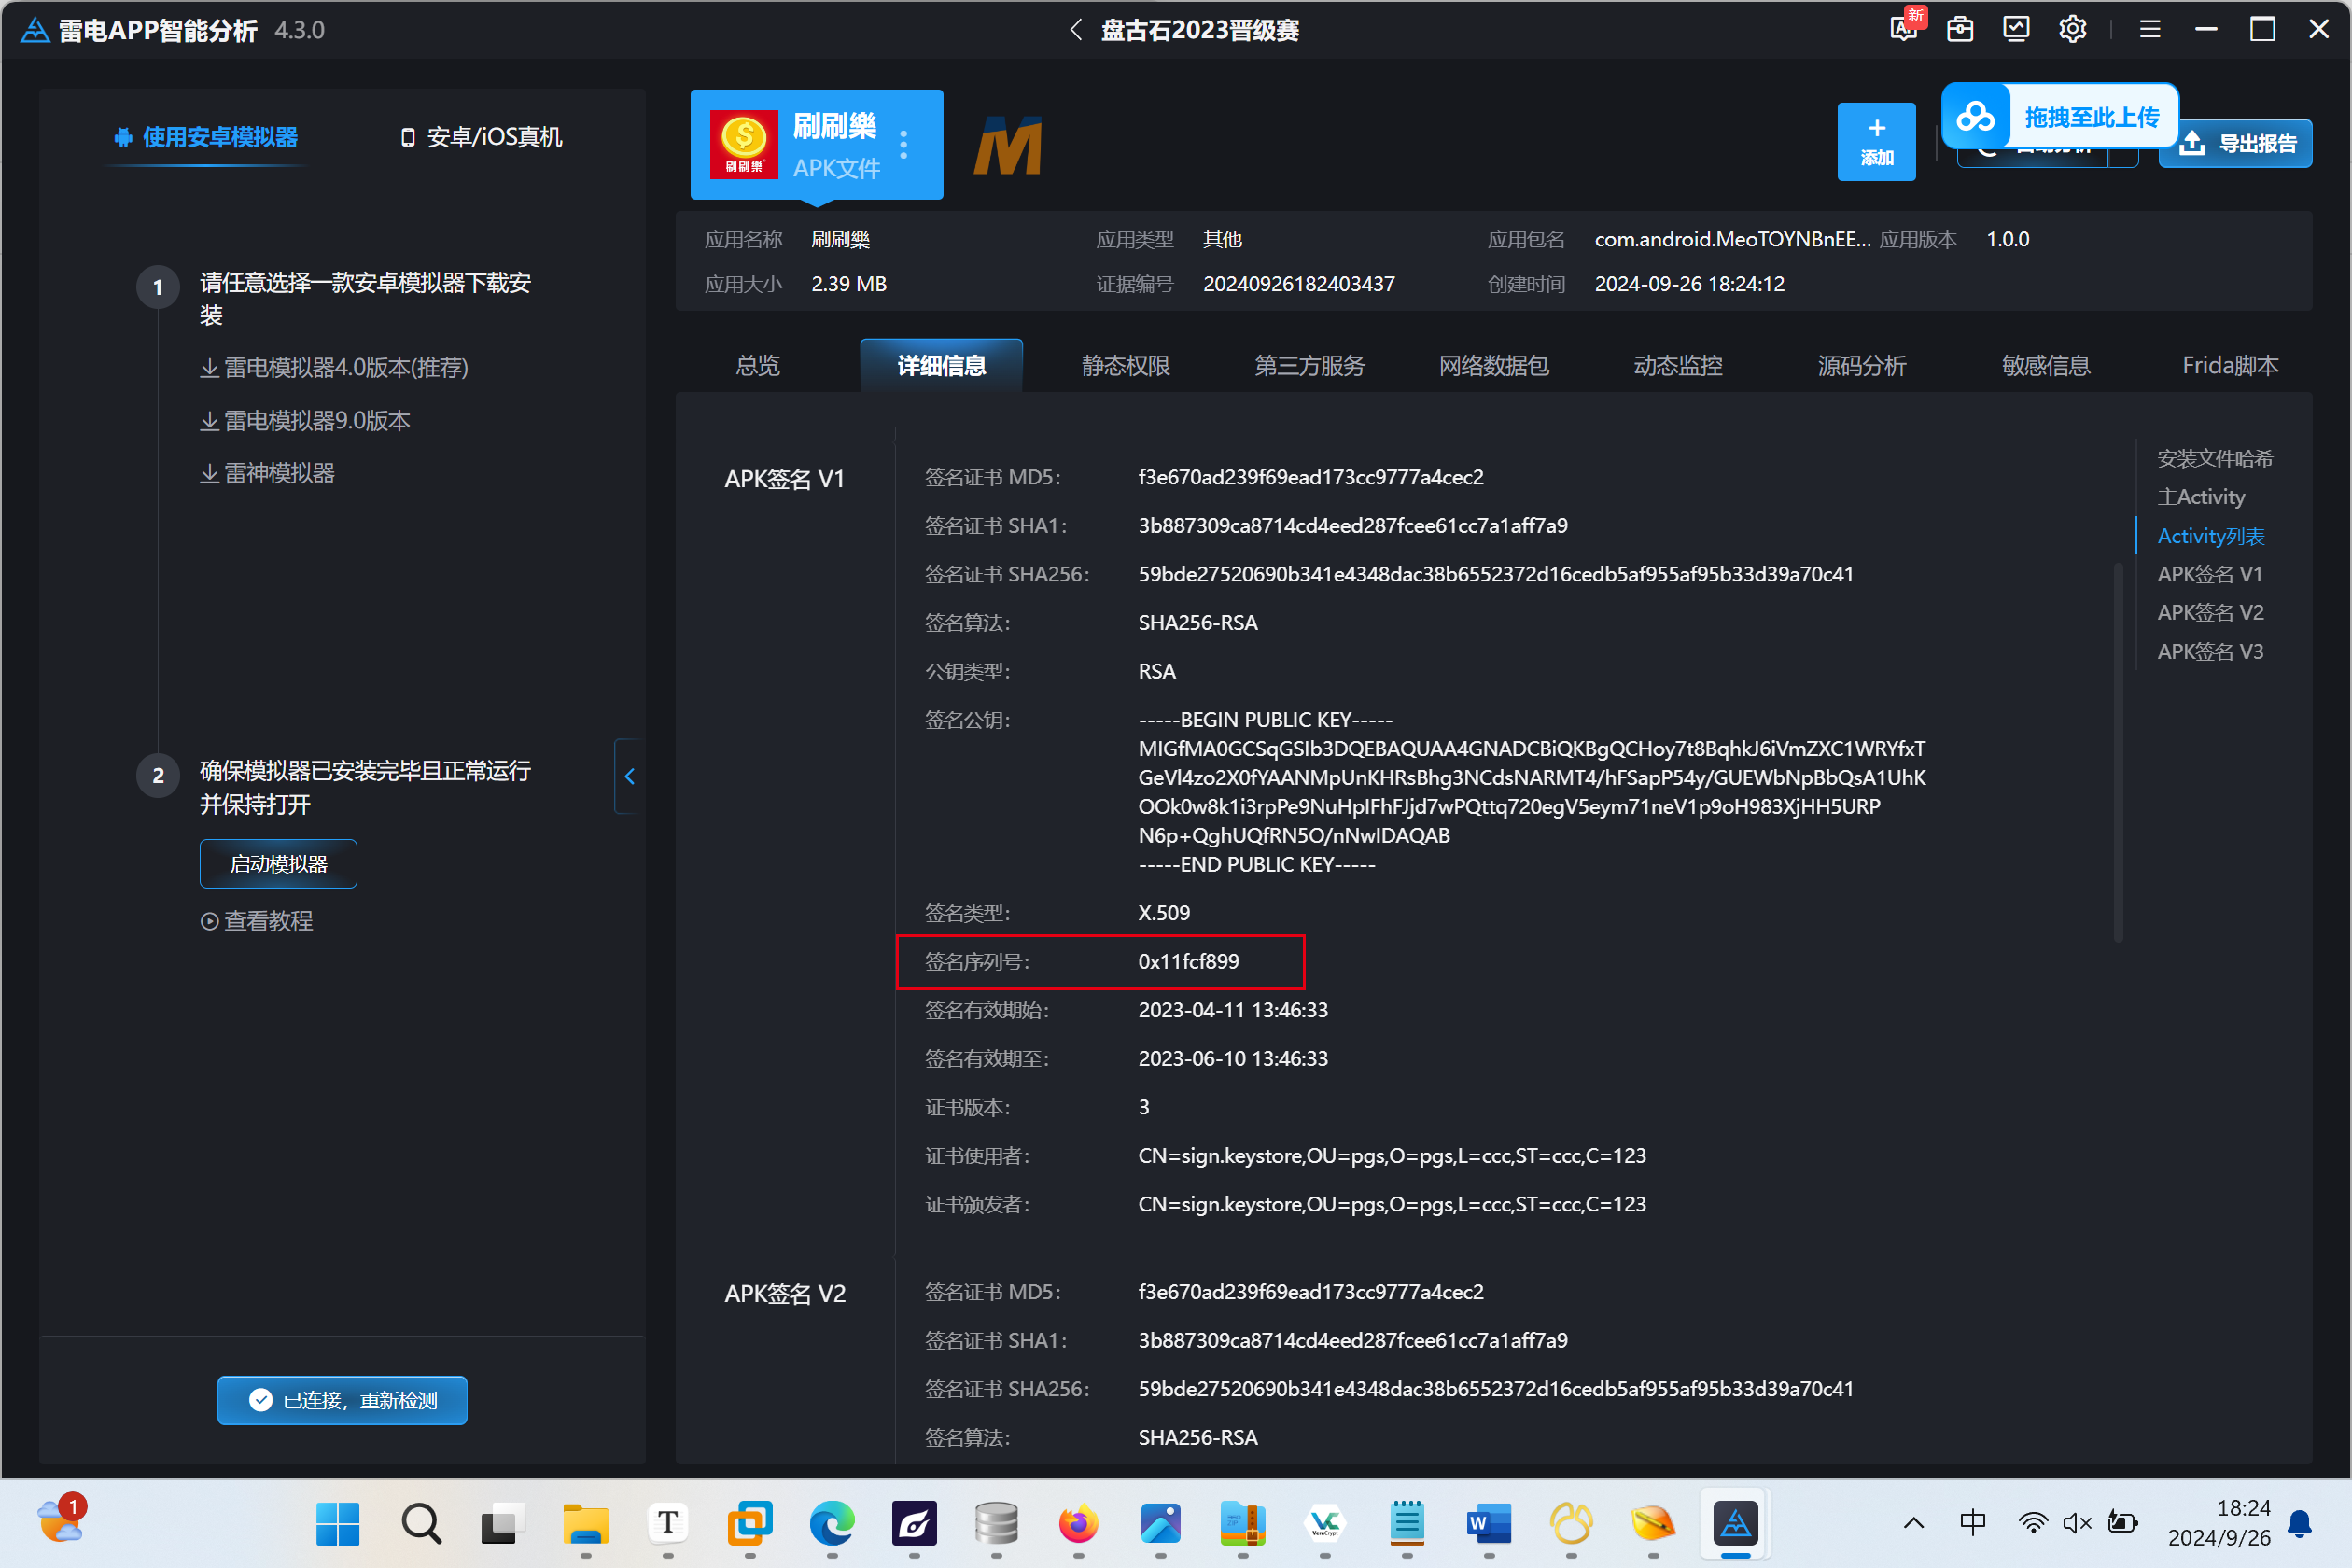 雷电APP智能分析 4.3.0
盘古石2023晋级赛
新
使用安卓模拟器
安卓/iOS真机
1
请任意选择一款安卓模拟器下载安
装
雷电模拟器4.0版本(推荐)
雷电模拟器9.0版本
雷神模拟器
2
确保模拟器已安装完毕且正常运行
并保持打开
启动模拟器
查看教程
已连接，重新检测
刷刷樂
刷刷樂
APK文件
添加
拖拽至此上传
导出报告
应用名称 刷刷樂 应用类型 其他 应用包名 com.android.MeoTOYNBnEE... 应用版本 1.0.0
应用大小 2.39 MB 证据编号 20240926182403437 创建时间 2024-09-26 18:24:12
总览 详细信息 静态权限 第三方服务 网络数据包 动态监控 源码分析 敏感信息 Frida脚本
APK签名 V1
签名证书 MD5: f3e670ad239f69ead173cc9777a4cec2
签名证书 SHA1: 3b887309ca8714cd4eed287fcee61cc7a1aff7a9
签名证书 SHA256: 59bde27520690b341e4348dac38b6552372d16cedb5af955af95b33d39a70c41
签名算法: SHA256-RSA
公钥类型: RSA
签名公钥: -----BEGIN PUBLIC KEY-----
MIGfMA0GCSqGSIb3DQEBAQUAA4GNADCBiQKBgQCHoy7t8BqhkJ6iVmZXC1WRYfxT
GeVl4zo2X0fYAANMpUnKHRsBhg3NCdsNARMT4/hFSapP54y/GUEWbNpBbQsA1UhK
OOk0w8k1i3rpPe9NuHpIFhFJjd7wPQttq720egV5eym71neV1p9oH983XjHH5URP
N6p+QghUQfRN5O/nNwIDAQAB
-----END PUBLIC KEY-----
签名类型: X.509
签名序列号: 0x11fcf899
签名有效期始: 2023-04-11 13:46:33
签名有效期至: 2023-06-10 13:46:33
证书版本: 3
证书使用者: CN=sign.keystore,OU=pgs,O=pgs,L=ccc,ST=ccc,C=123
证书颁发者: CN=sign.keystore,OU=pgs,O=pgs,L=ccc,ST=ccc,C=123
APK签名 V2
签名证书 MD5: f3e670ad239f69ead173cc9777a4cec2
签名证书 SHA1: 3b887309ca8714cd4eed287fcee61cc7a1aff7a9
签名证书 SHA256: 59bde27520690b341e4348dac38b6552372d16cedb5af955af95b33d39a70c41
签名算法: SHA256-RSA
安装文件哈希
主Activity
Activity列表
APK签名 V1
APK签名 V2
APK签名 V3
1
中
18:24
2024/9/26